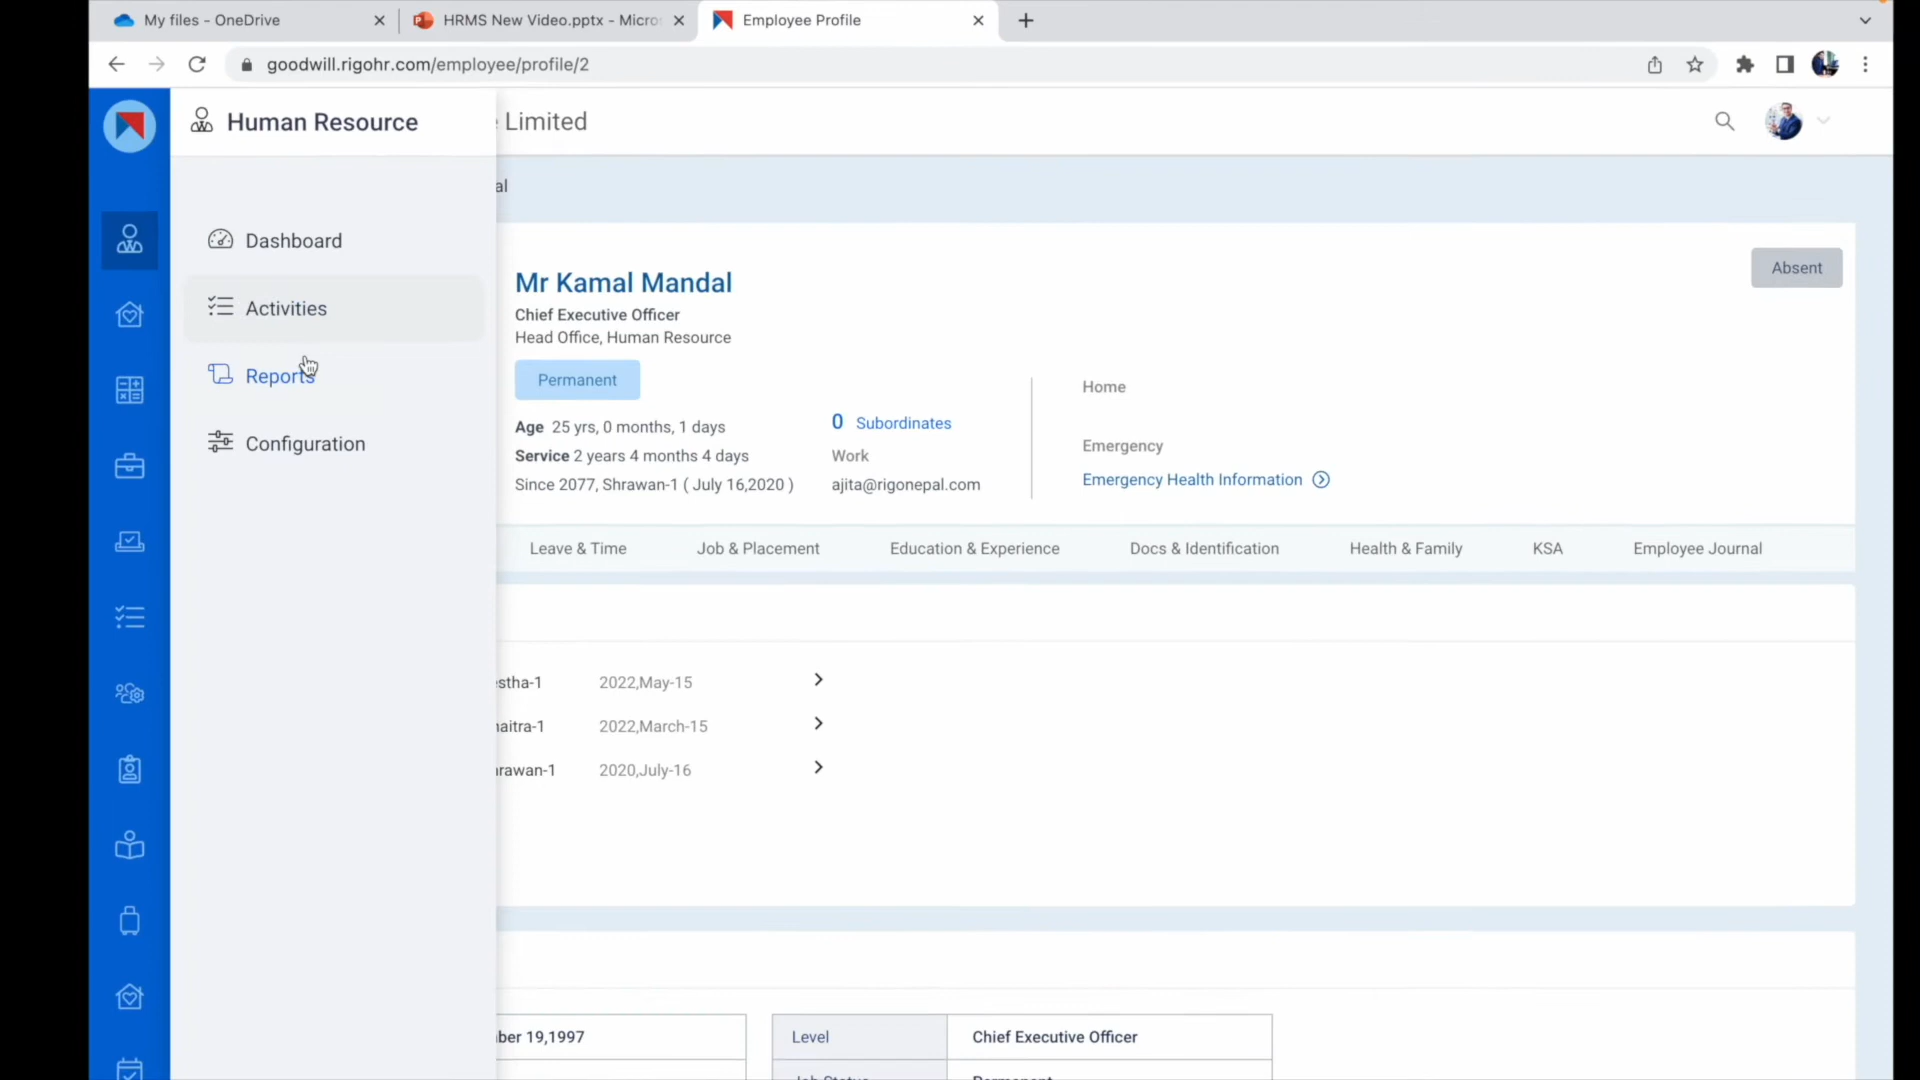 My files - OneDrive
HRMS New Video.pptx - Micro
Employee Profile
goodwill.rigohr.com/employee/profile/2
Human Resource
Limited
al
Dashboard
Activities
Reports
Configuration
Mr Kamal Mandal
Absent
Chief Executive Officer
Head Office, Human Resource
Permanent
Age 25 yrs, 0 months, 1 days
Service 2 years 4 months 4 days
Since 2077, Shrawan-1 ( July 16,2020 )
0 Subordinates
Work
ajita@rigonepal.com
Home
Emergency
Emergency Health Information
Leave & Time
Job & Placement
Education & Experience
Docs & Identification
Health & Family
KSA
Employee Journal
stha-1 2022,May-15
aitra-1 2022,March-15
rawan-1 2020,July-16
ber 19,1997
Level Chief Executive Officer
Job Status Permanent